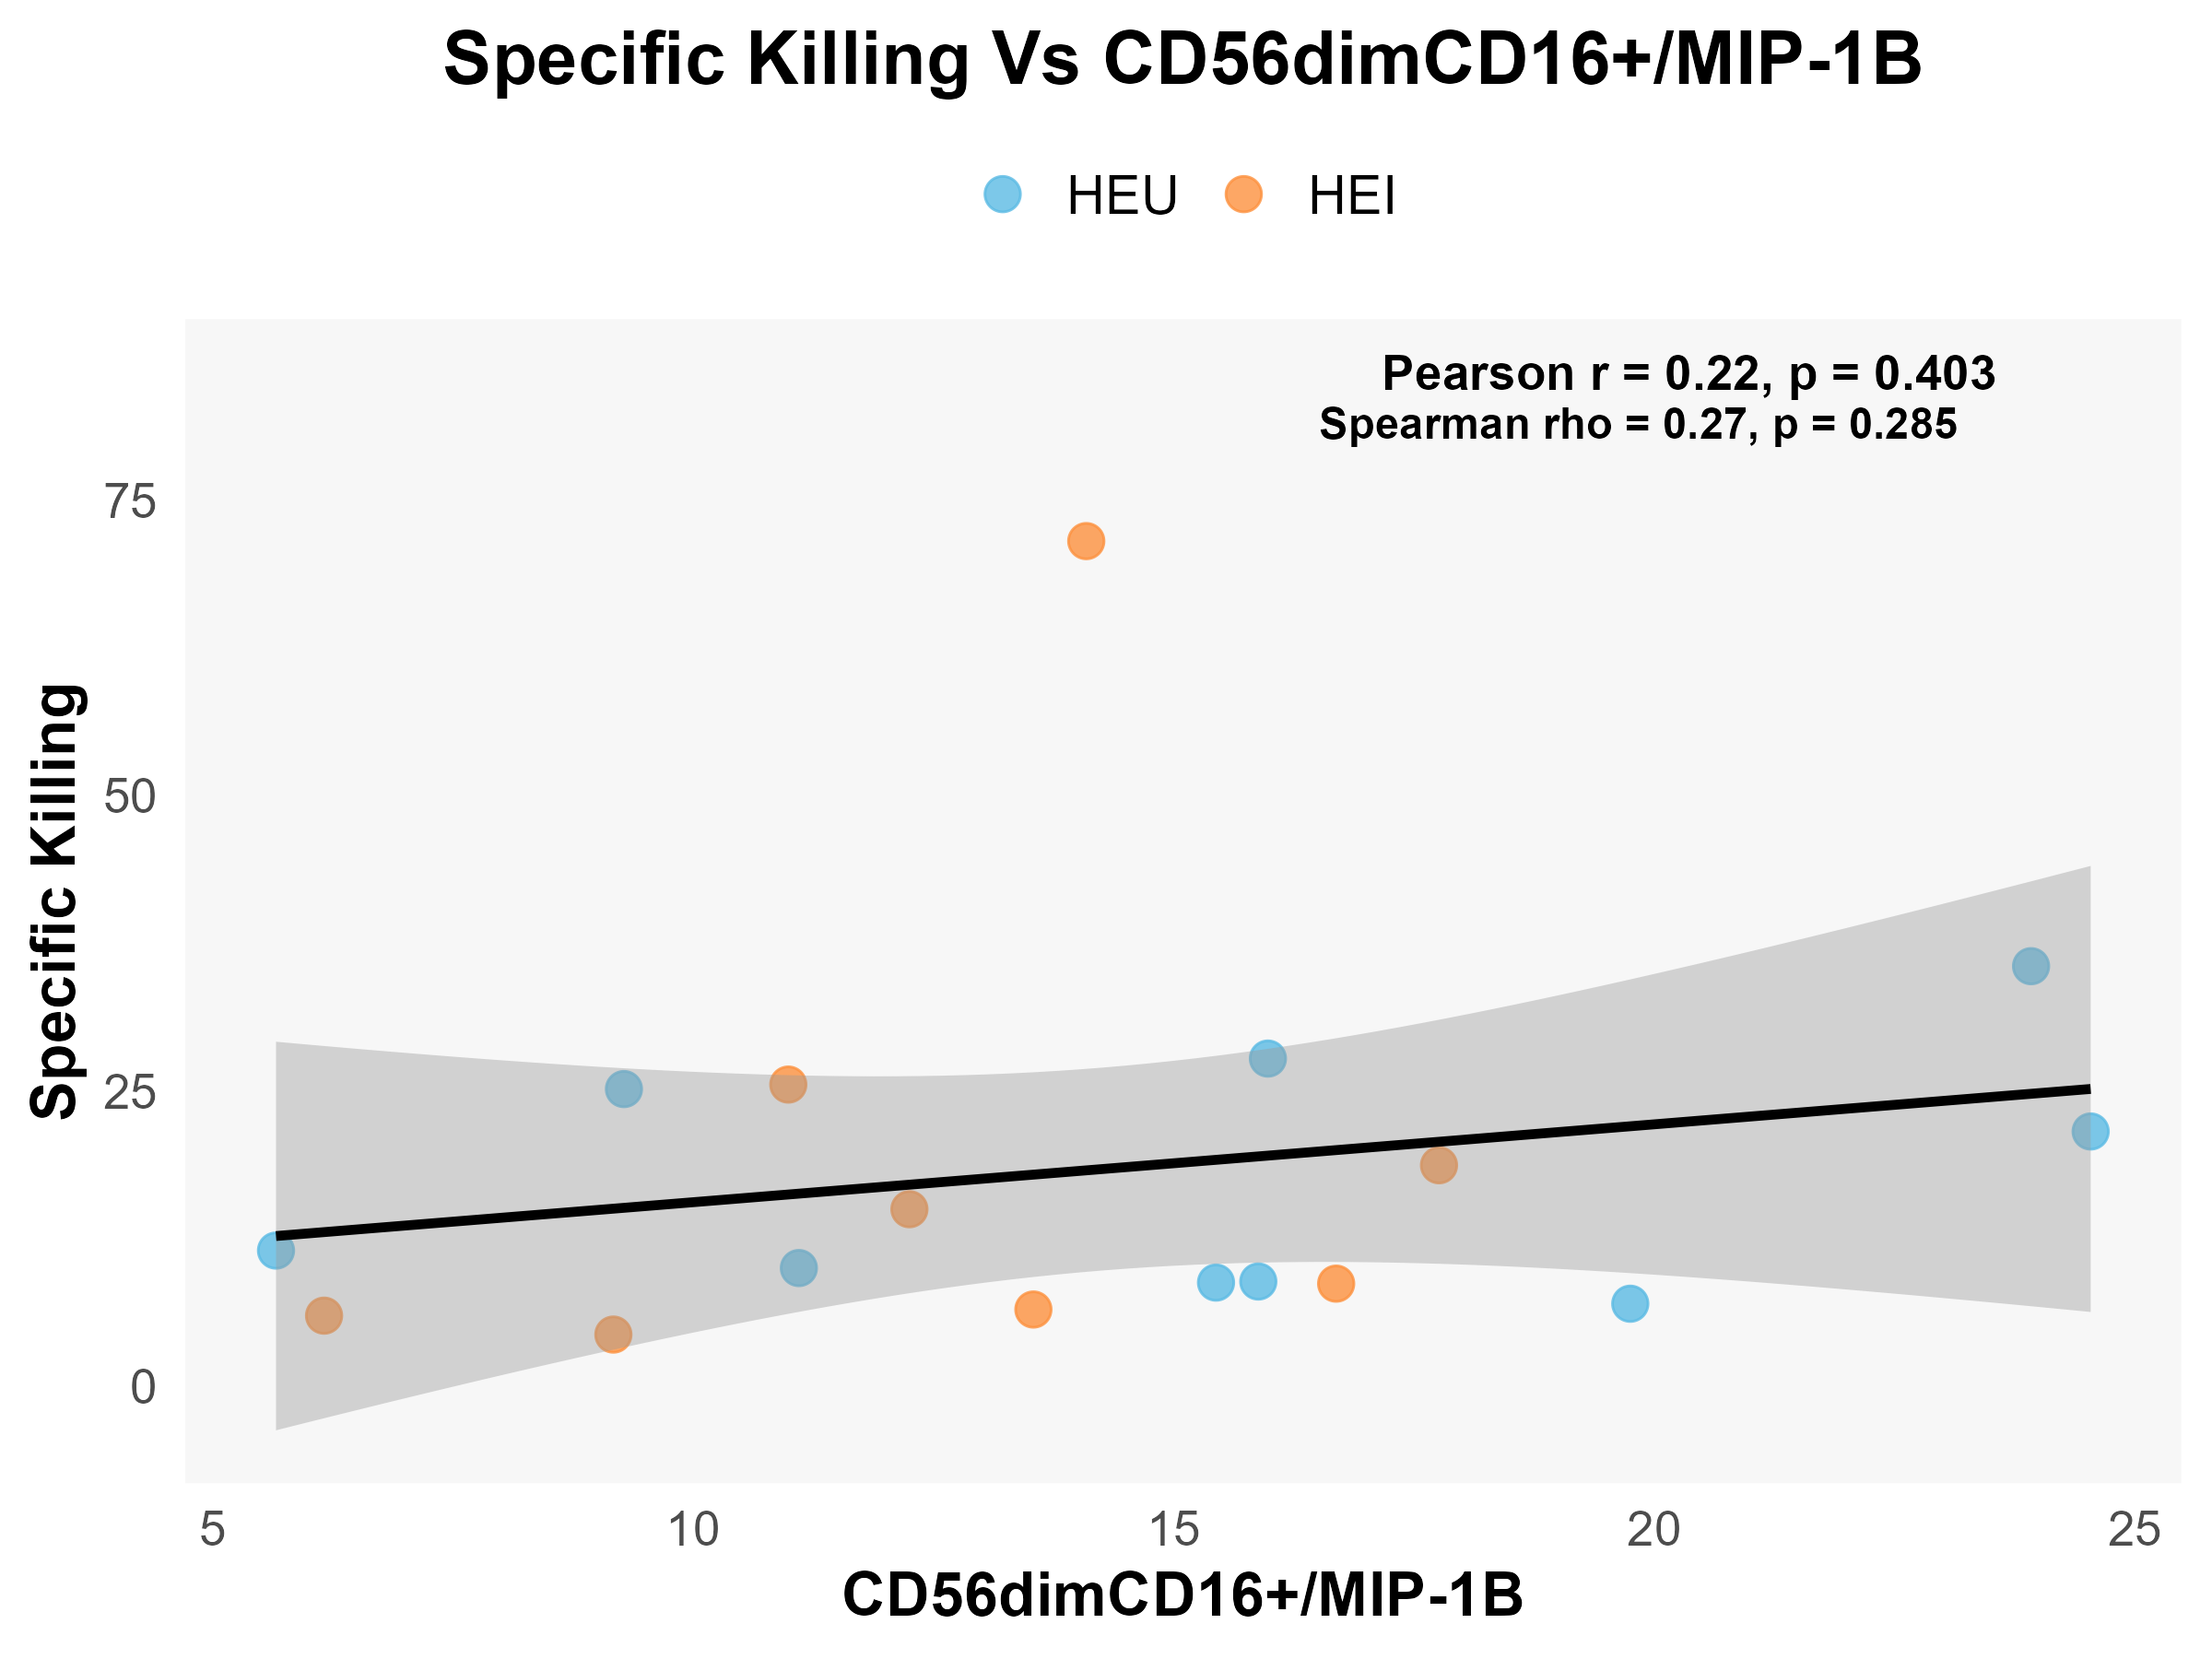 Specific Killing Vs CD56dimCD16+/MIP-1B
HEU HEI
Pearson r = 0.22, p = 0.403
Spearman rho = 0.27, p = 0.285
Specific Killing
75
50
25
0
5 10 15 20 25
CD56dimCD16+/MIP-1B